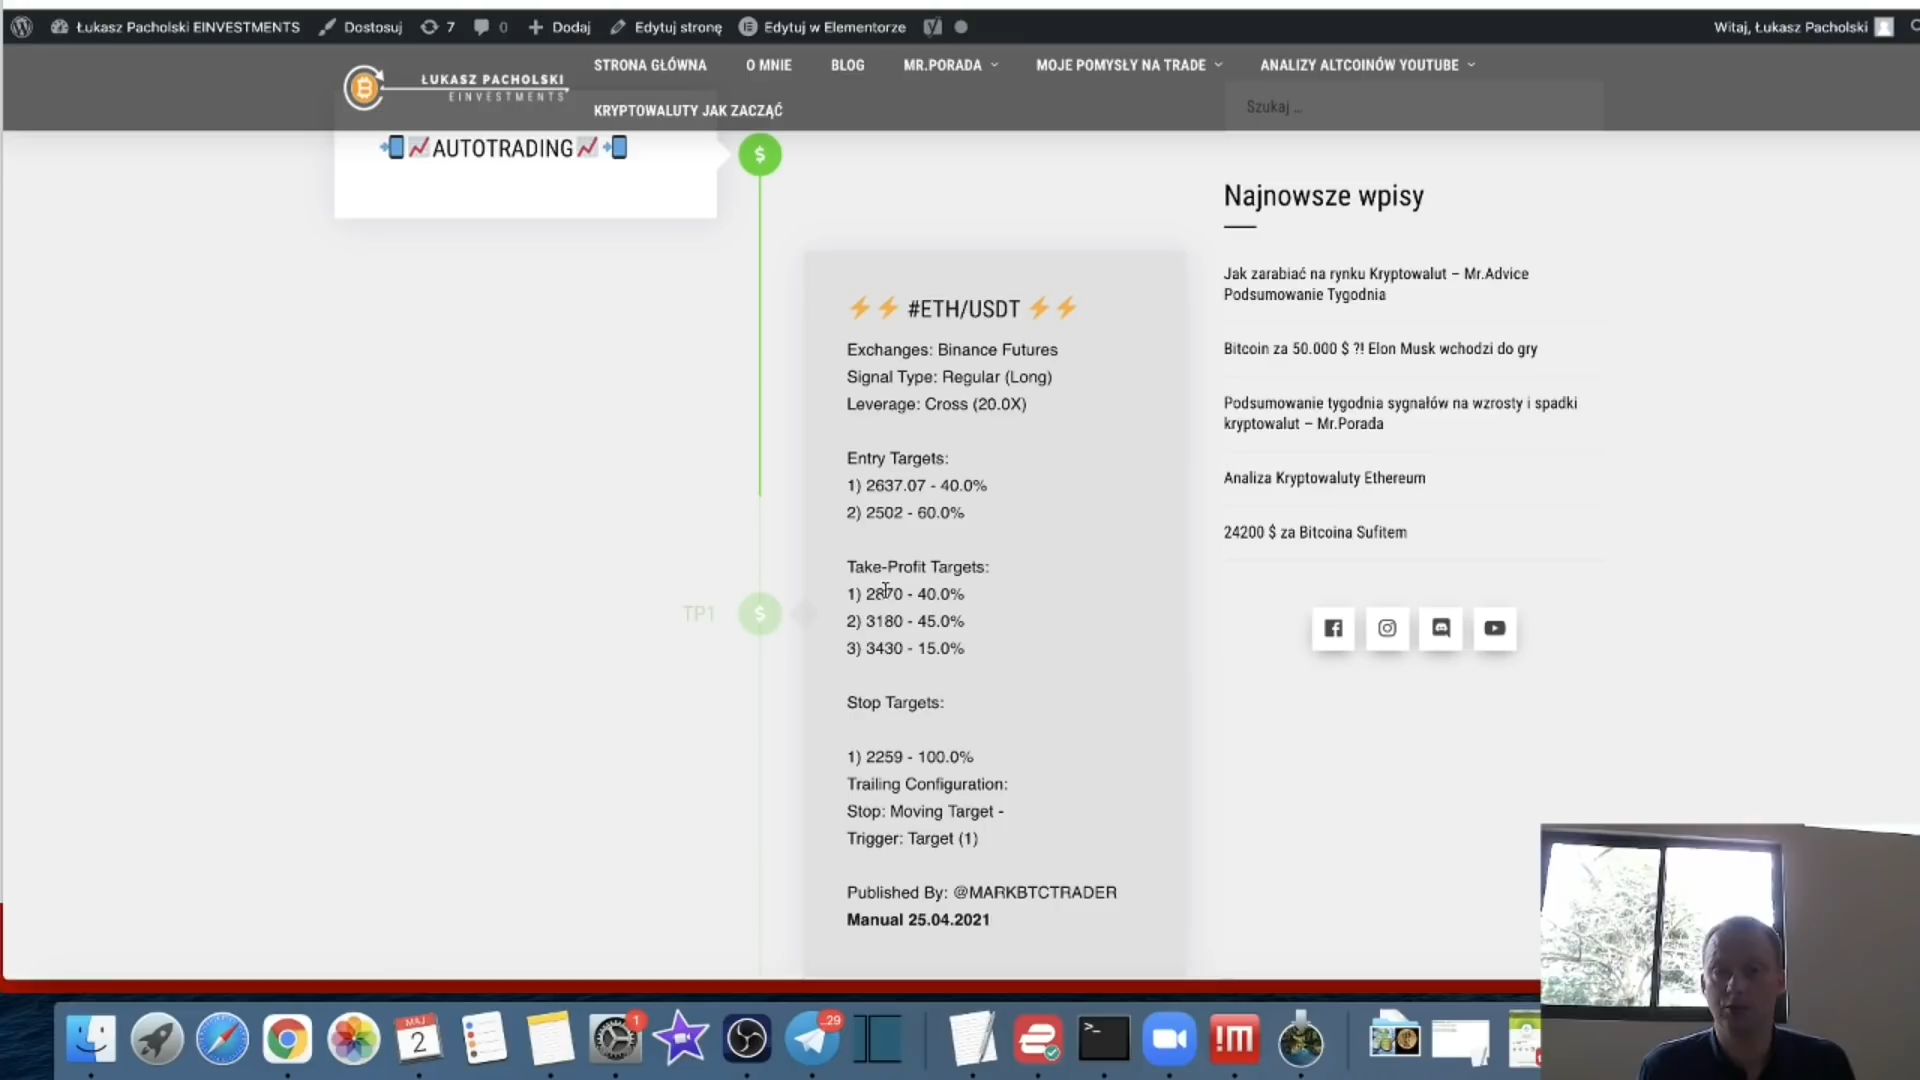 Łukasz Pacholski EINVESTMENTS
Dostosuj
7
0
Dodaj
Edytuj stronę
Edytuj w Elementorze
Witaj, Łukasz Pacholski
ŁUKASZ PACHOLSKI
EINVESTMENTS
STRONA GŁÓWNA
O MNIE
BLOG
MR.PORADA
MOJE POMYSŁY NA TRADE
ANALIZY ALTCOINÓW YOUTUBE
KRYPTOWALUTY JAK ZACZĄĆ
Szukaj ...
AUTOTRADING
$
⚡⚡ #ETH/USDT ⚡⚡
Exchanges: Binance Futures
Signal Type: Regular (Long)
Leverage: Cross (20.0X)
Entry Targets:
1) 2637.07 - 40.0%
2) 2502 - 60.0%
Take-Profit Targets:
1) 2870 - 40.0%
2) 3180 - 45.0%
3) 3430 - 15.0%
TP1
$
Stop Targets:
1) 2259 - 100.0%
Trailing Configuration:
Stop: Moving Target -
Trigger: Target (1)
Published By: @MARKBTCTRADER
Manual 25.04.2021
Najnowsze wpisy
Jak zarabiać na rynku Kryptowalut – Mr.Advice
Podsumowanie Tygodnia
Bitcoin za 50.000 $ ?! Elon Musk wchodzi do gry
Podsumowanie tygodnia sygnałów na wzrosty i spadki
kryptowalut – Mr.Porada
Analiza Kryptowaluty Ethereum
24200 $ za Bitcoina Sufitem
MAJ
2
1
...29
>_
!M